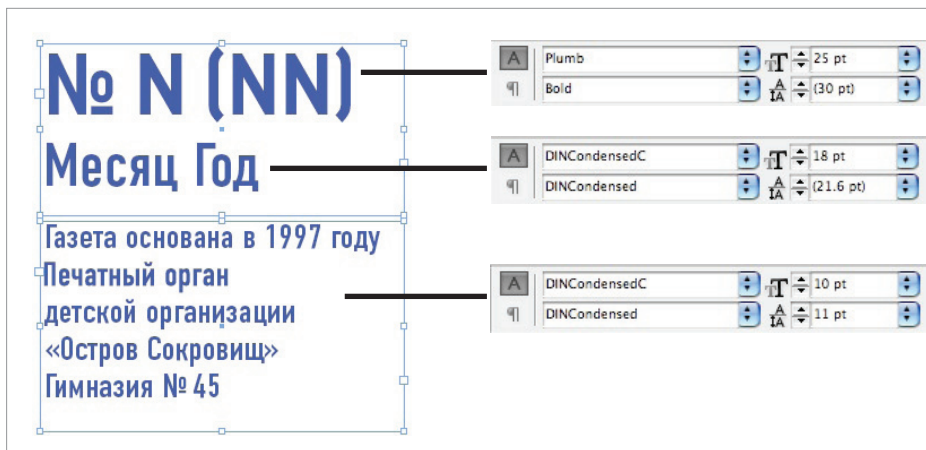 № N (NN)
Месяц Год
Газета основана в 1997 году
Печатный орган
детской организации
«Остров Сокровищ»
Гимназия № 45
A Plumb 25 pt
Bold (30 pt)
A DINCondensedC 18 pt
DINCondensed (21.6 pt)
A DINCondensedC 10 pt
DINCondensed 11 pt